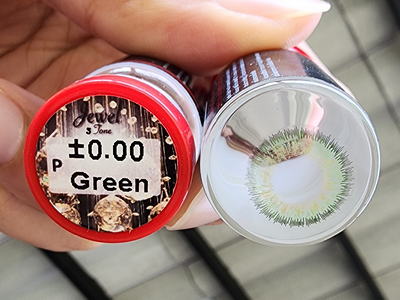 Jewel
3 Tone
P ±0.00
Green